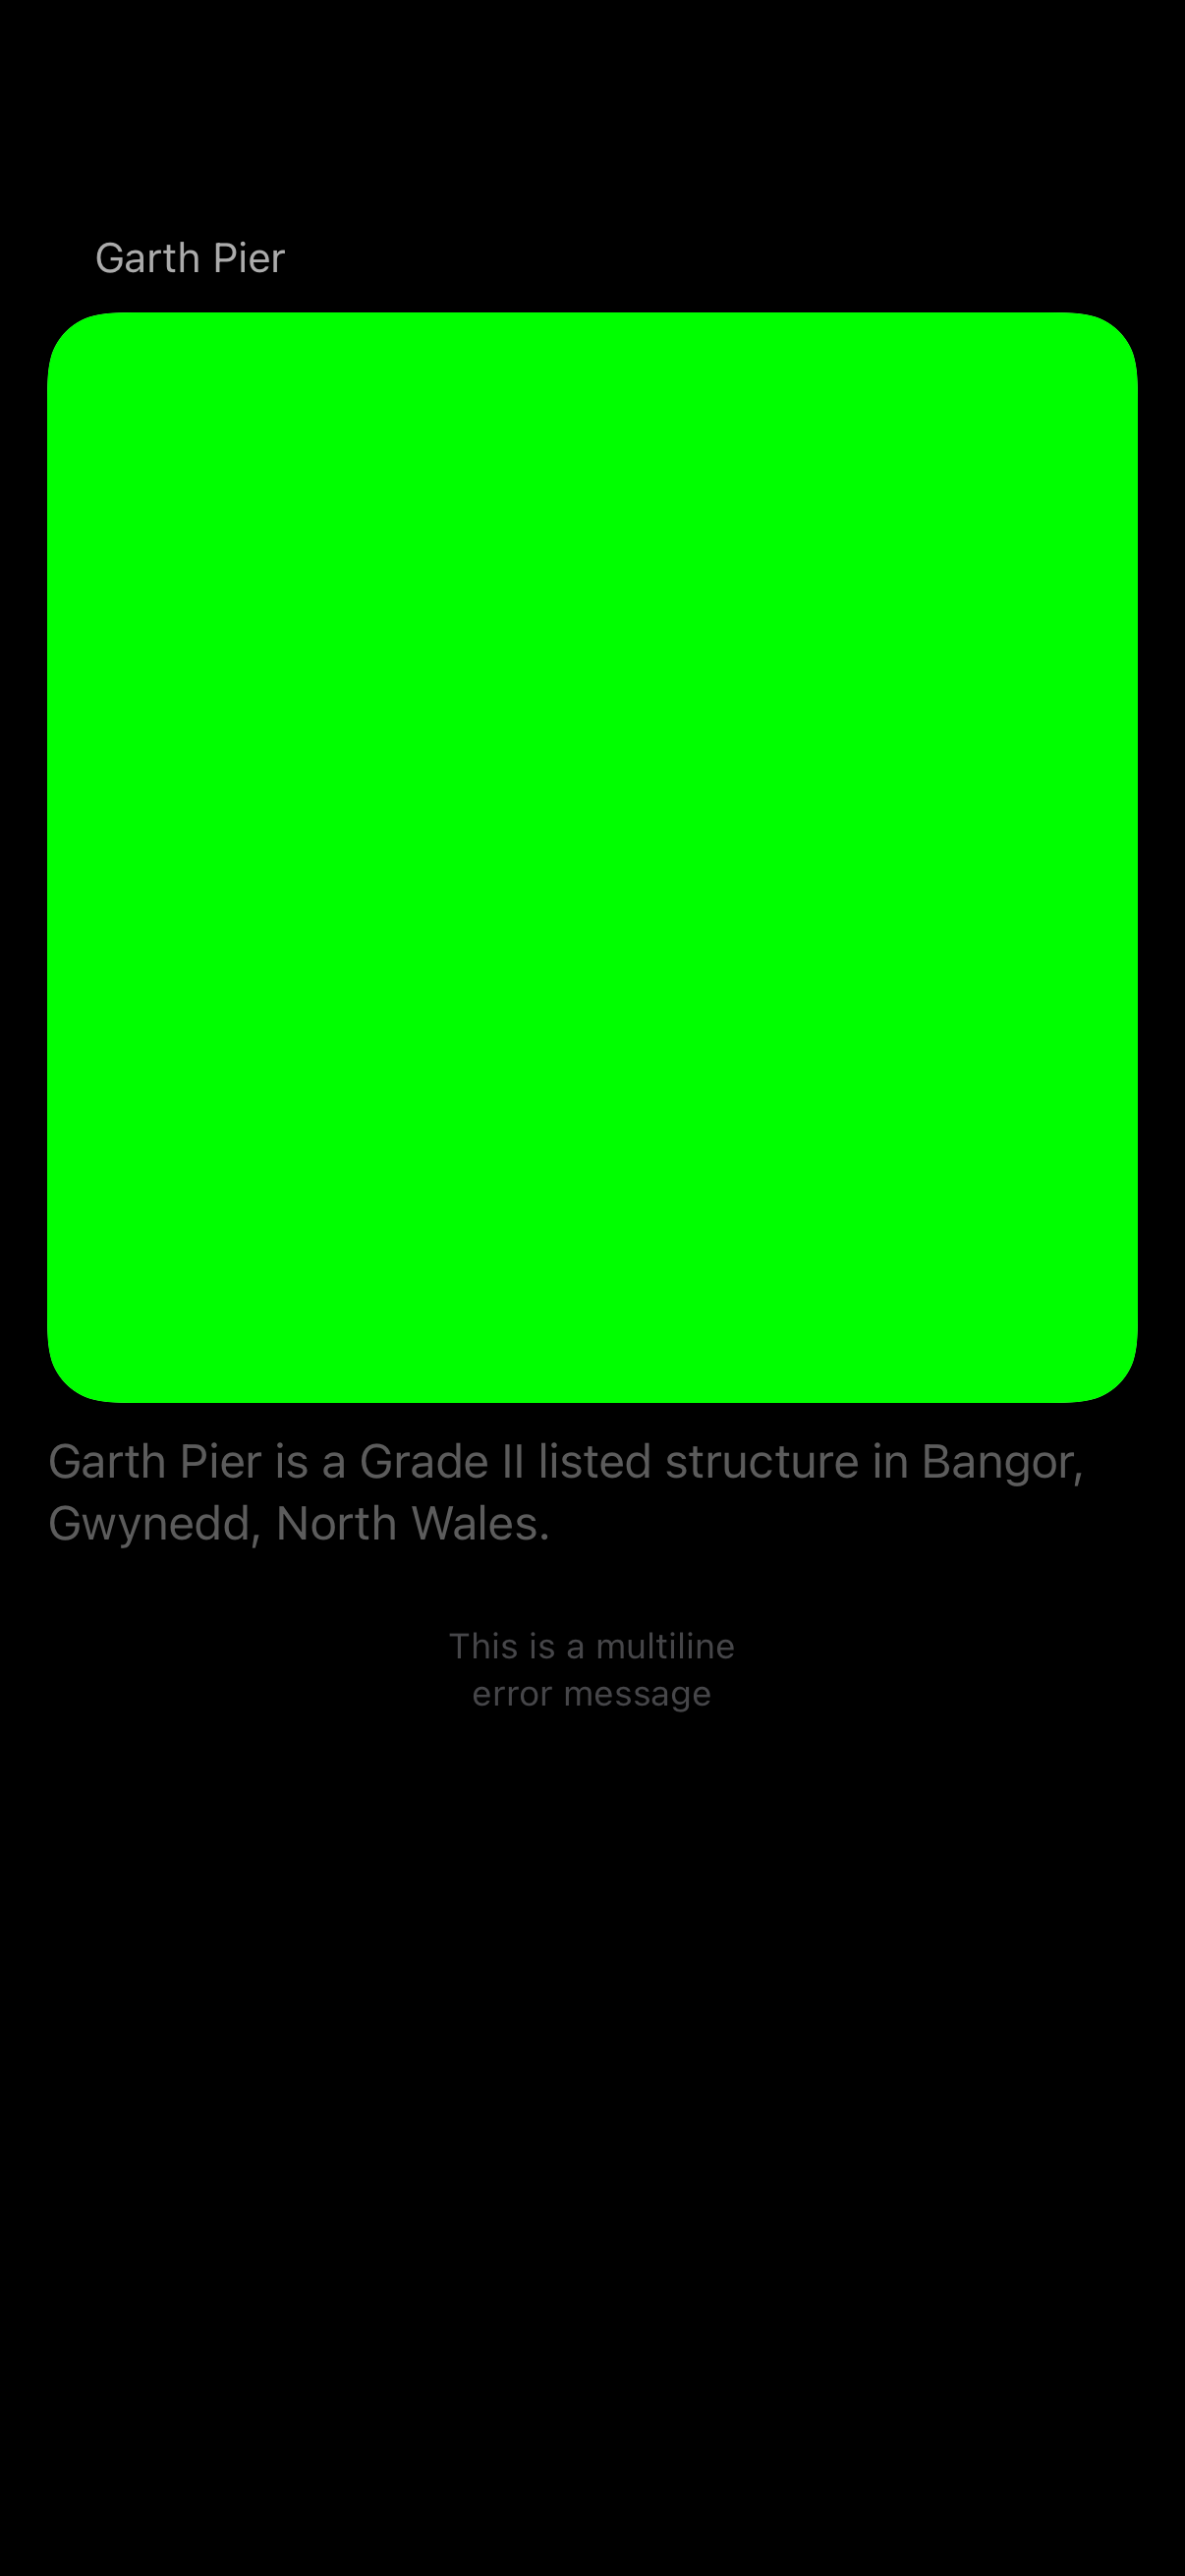 Garth Pier
Garth Pier is a Grade II listed structure in Bangor,
Gwynedd, North Wales.
This is a multiline
error message